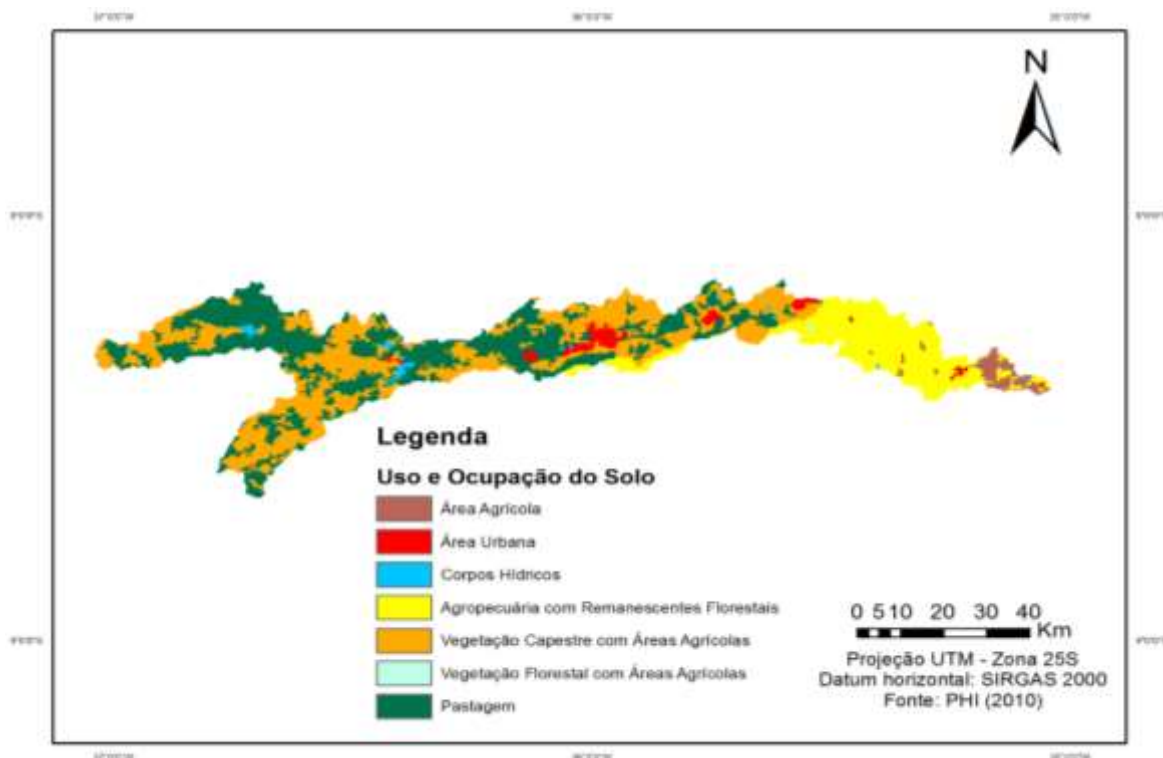 N
Legenda
Uso e Ocupação do Solo
Área Agrícola
Área Urbana
Corpos Hídricos
Agropecuária com Remanescentes Florestais
Vegetação Capestre com Áreas Agrícolas
Vegetação Florestal com Áreas Agrícolas
Pastagem
0 5 10 20 30 40
Km
Projeção UTM - Zona 25S
Datum horizontal: SIRGAS 2000
Fonte: PHI (2010)